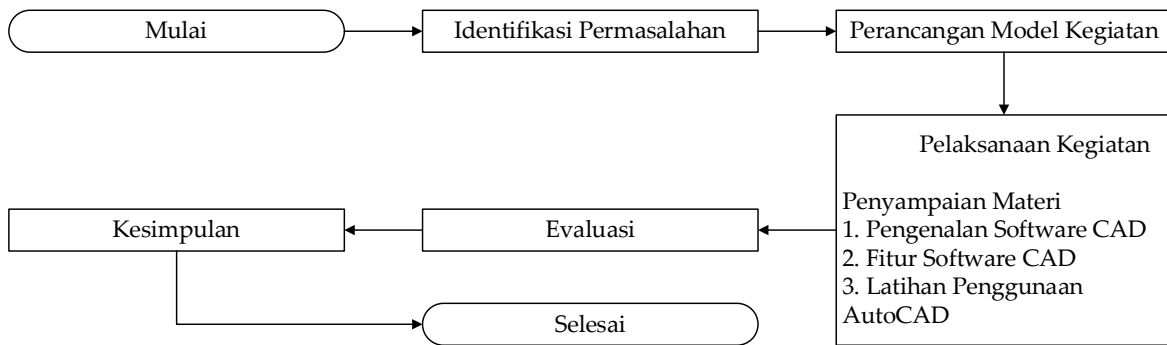 Mulai
Identifikasi Permasalahan
Perancangan Model Kegiatan
Pelaksanaan Kegiatan
Penyampaian Materi
1. Pengenalan Software CAD
2. Fitur Software CAD
3. Latihan Penggunaan
AutoCAD
Evaluasi
Kesimpulan
Selesai